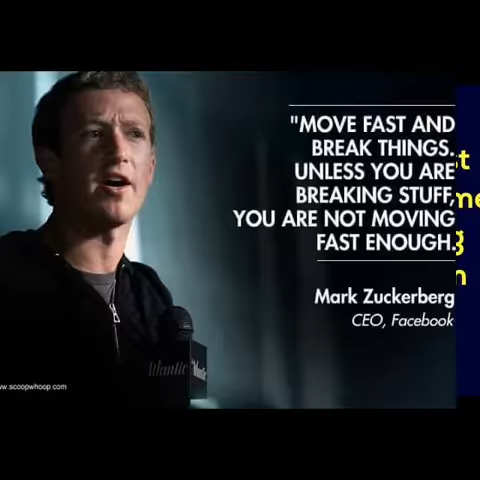 "MOVE FAST AND
BREAK THINGS.
UNLESS YOU ARE
BREAKING STUFF,
YOU ARE NOT MOVING
FAST ENOUGH.
Mark Zuckerberg
CEO, Facebook
Atlantic
www.scoopwhoop.com